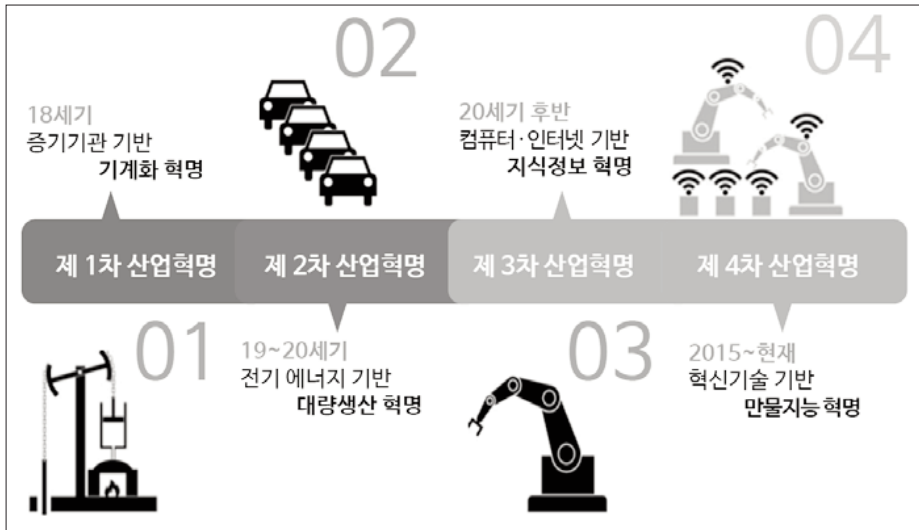 01
18세기
증기기관 기반
기계화 혁명
제 1차 산업혁명
02
19~20세기
전기 에너지 기반
대량생산 혁명
제 2차 산업혁명
03
20세기 후반
컴퓨터·인터넷 기반
지식정보 혁명
제 3차 산업혁명
04
2015~현재
혁신기술 기반
만물지능 혁명
제 4차 산업혁명